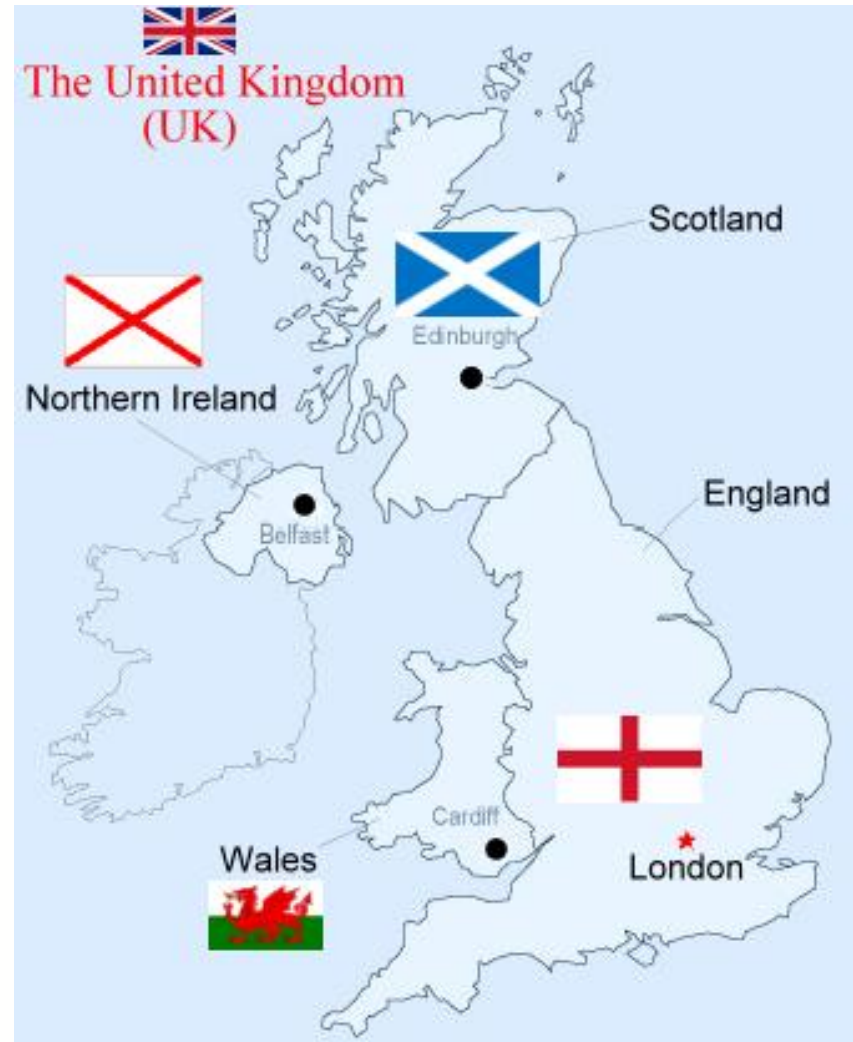 The United Kingdom
(UK)
Scotland
Edinburgh
Northern Ireland
England
Belfast
Cardiff
Wales
London